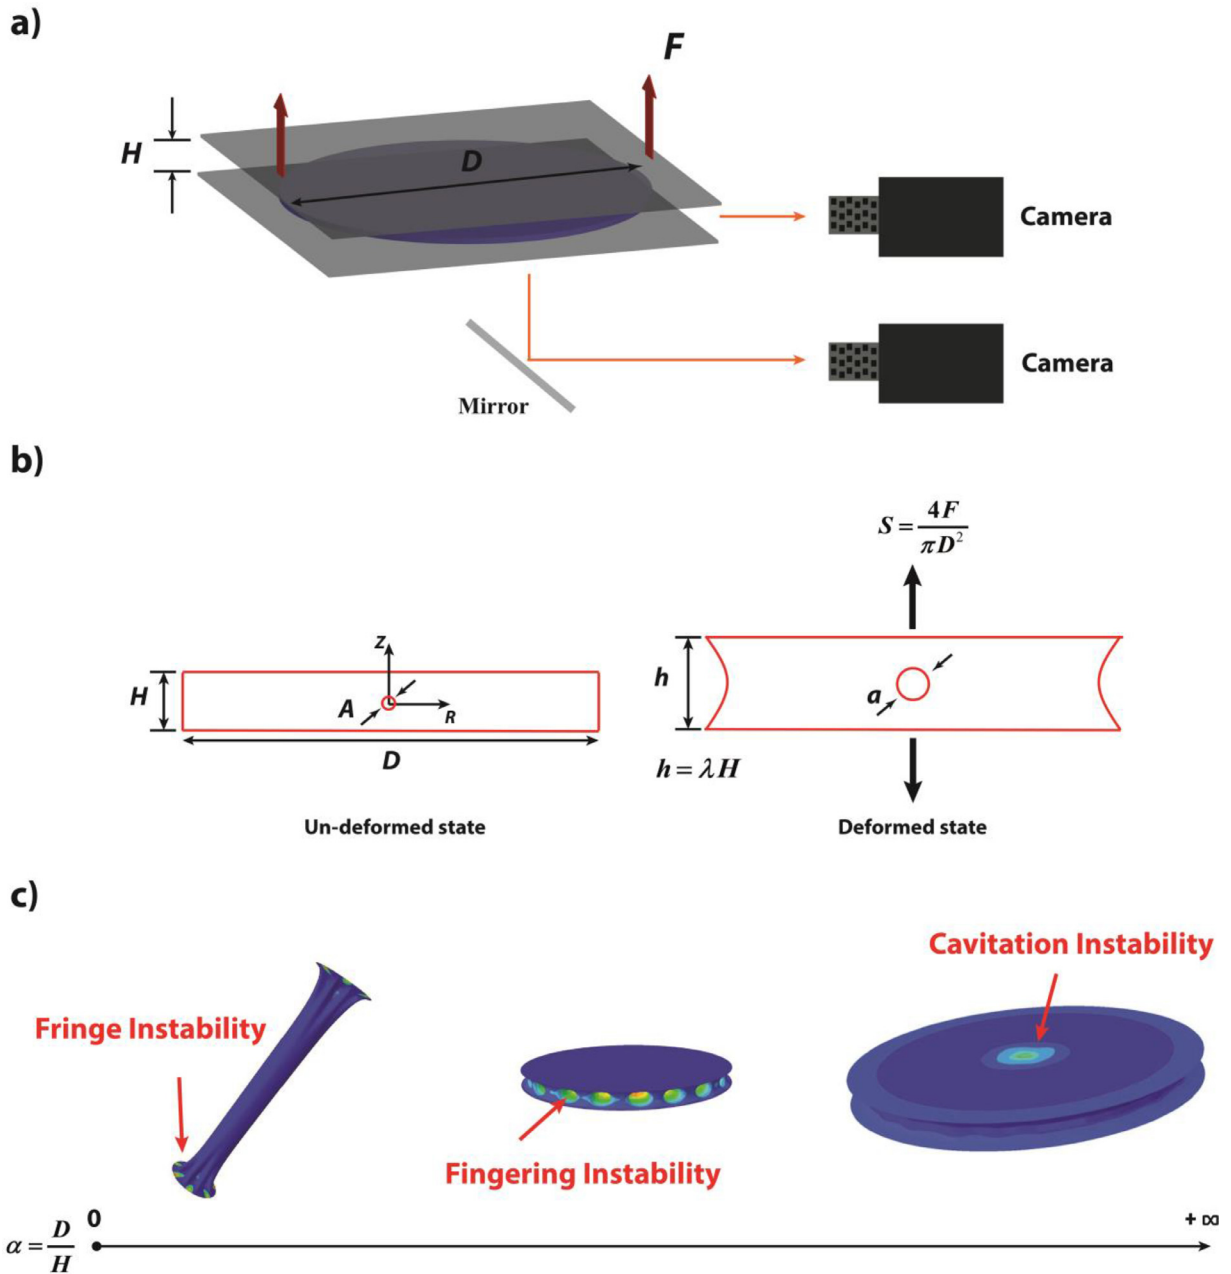 a)
F
H
D
Camera
Camera
Mirror
b)
S = 4F / πD²
z
H
A
R
D
h
a
h = λH
Un-deformed state
Deformed state
c)
Cavitation Instability
Fringe Instability
Fingering Instability
0
+ ∞
α = D / H